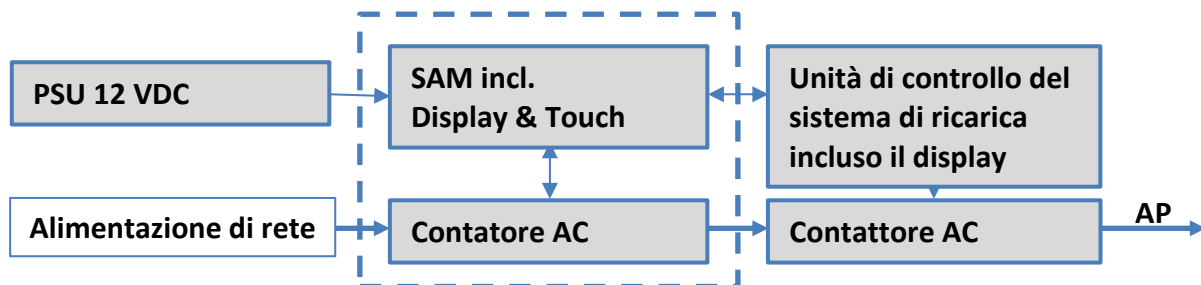 PSU 12 VDC
SAM incl.
Display & Touch
Unità di controllo del
sistema di ricarica
incluso il display
Alimentazione di rete
Contatore AC
Contattore AC
AP